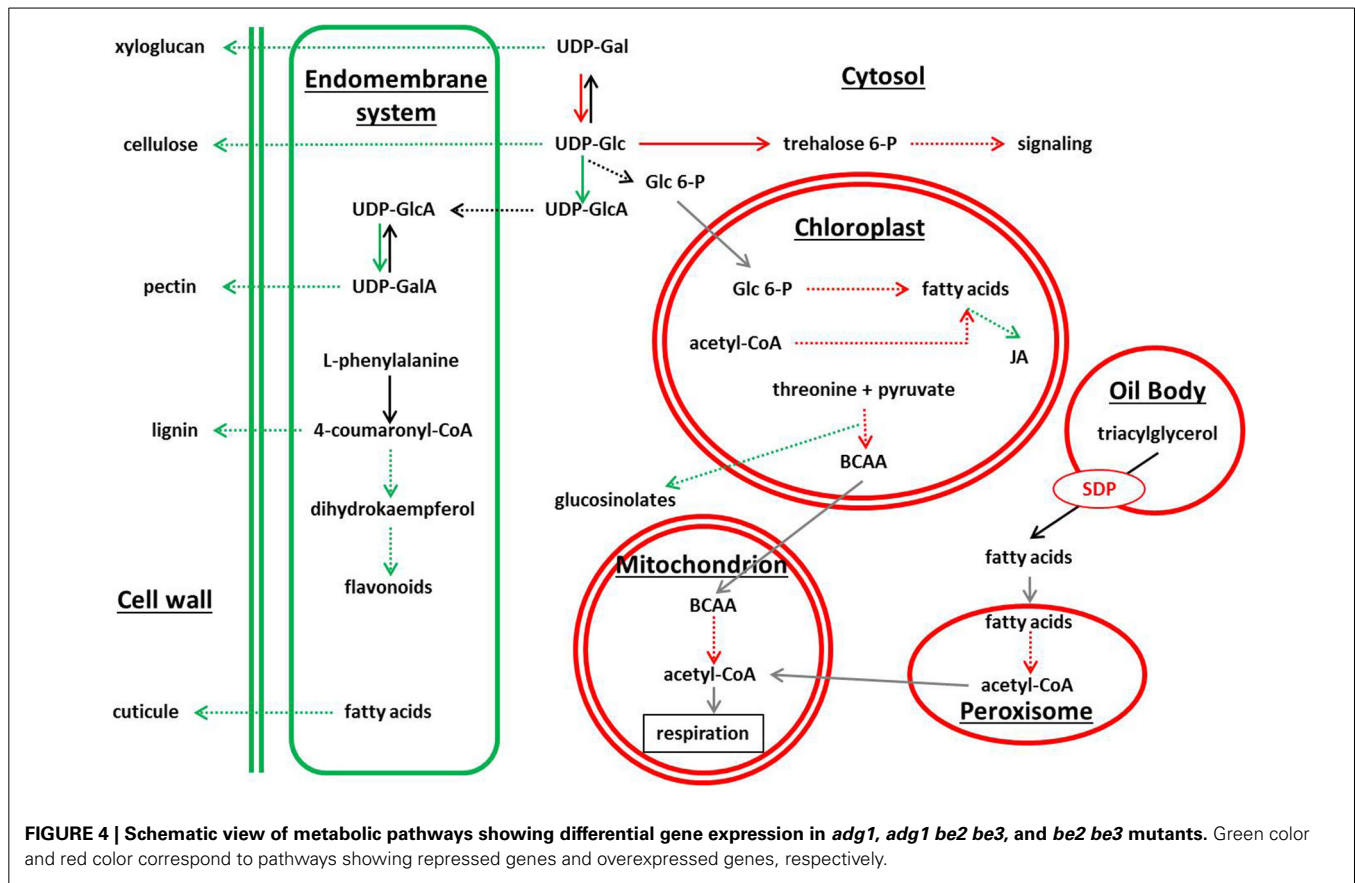 xyloglucan
UDP-Gal
Cytosol
Endomembrane
system
cellulose
UDP-Glc
trehalose 6-P
signaling
Glc 6-P
UDP-GlcA
UDP-GlcA
Chloroplast
pectin
UDP-GalA
Glc 6-P
fatty acids
acetyl-CoA
JA
L-phenylalanine
threonine + pyruvate
Oil Body
lignin
4-coumaronyl-CoA
triacylglycerol
BCAA
SDP
glucosinolates
dihydrokaempferol
fatty acids
Mitochondrion
flavonoids
Cell wall
BCAA
fatty acids
acetyl-CoA
acetyl-CoA
Peroxisome
cuticule
fatty acids
respiration
FIGURE 4 | Schematic view of metabolic pathways showing differential gene expression in adg1, adg1 be2 be3, and be2 be3 mutants. Green color
and red color correspond to pathways showing repressed genes and overexpressed genes, respectively.